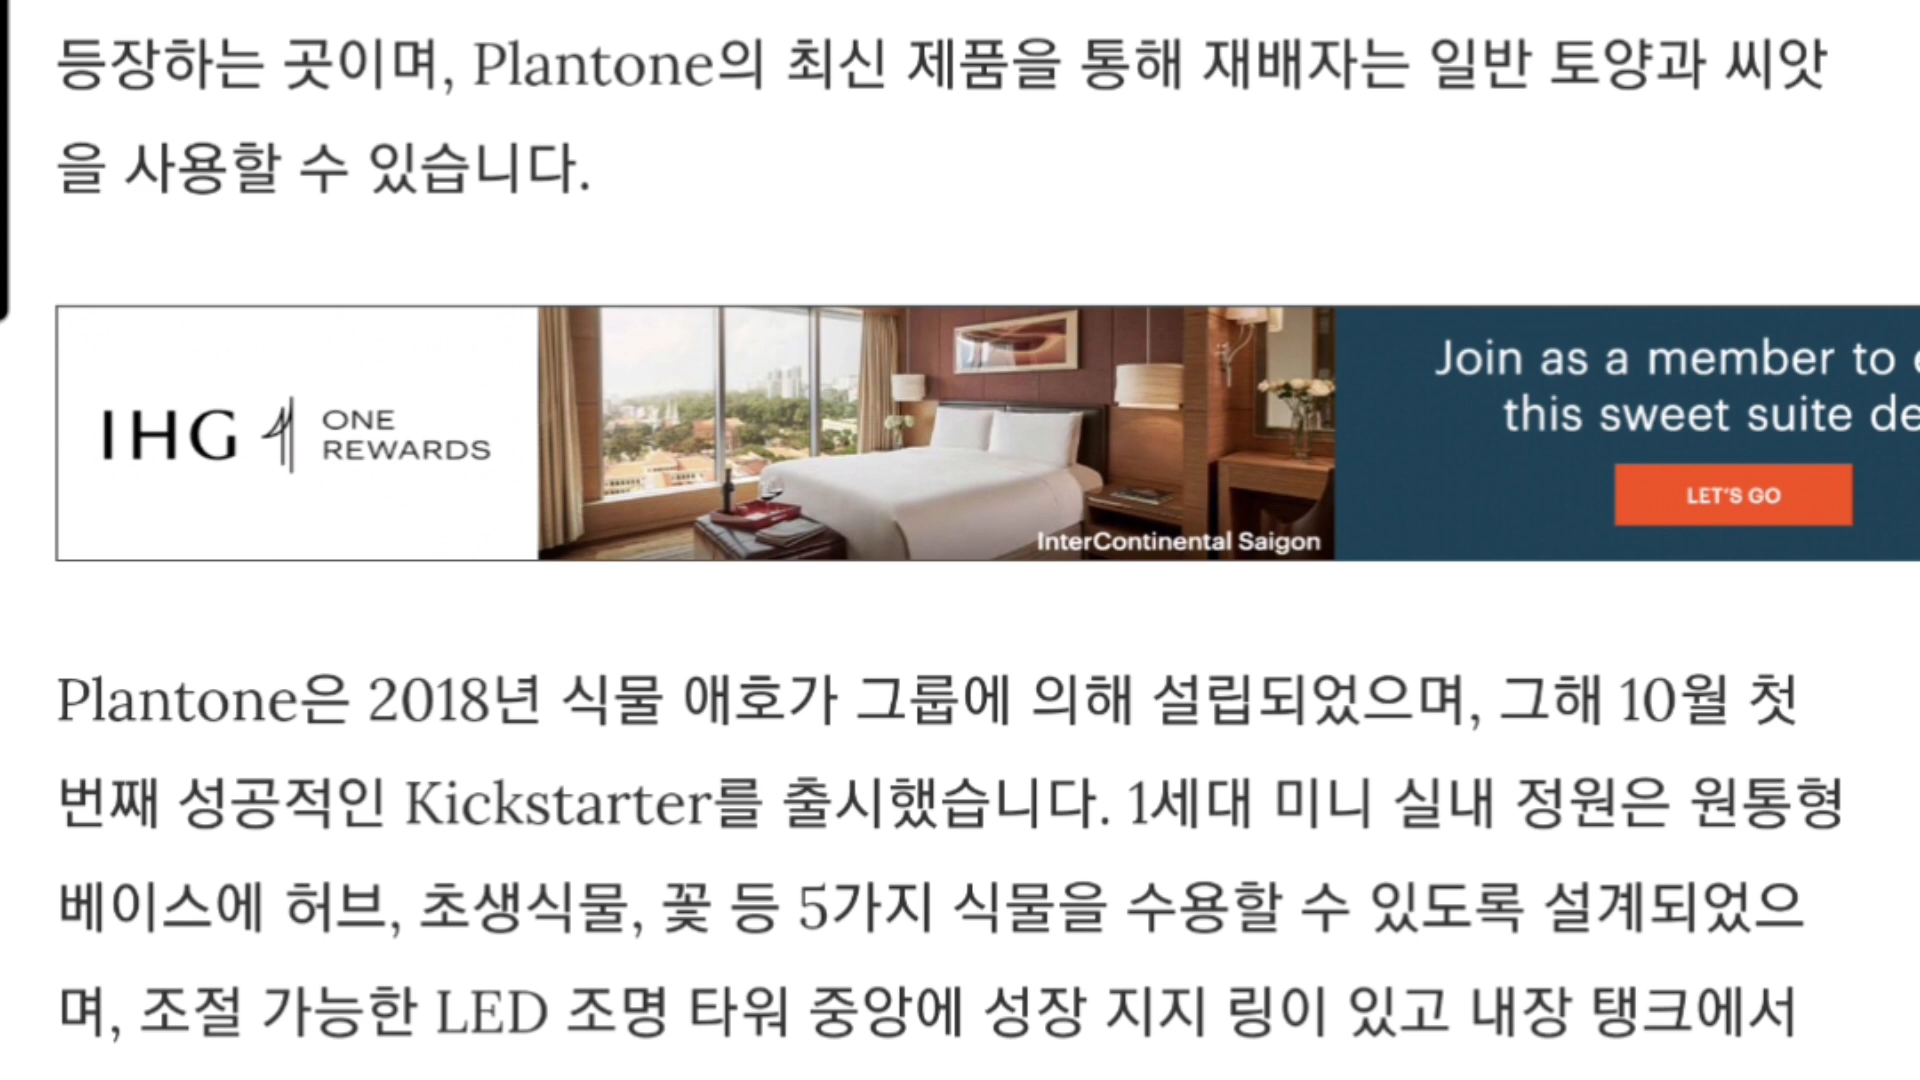 등장하는 곳이며, Plantone의 최신 제품을 통해 재배자는 일반 토양과 씨앗
을 사용할 수 있습니다.
IHG
ONE
REWARDS
InterContinental Saigon
Join as a member to
this sweet suite
LET'S GO
Plantone은 2018년 식물 애호가 그룹에 의해 설립되었으며, 그해 10월 첫
번째 성공적인 Kickstarter를 출시했습니다. 1세대 미니 실내 정원은 원통형
베이스에 허브, 초생식물, 꽃 등 5가지 식물을 수용할 수 있도록 설계되었으
며, 조절 가능한 LED 조명 타워 중앙에 성장 지지 링이 있고 내장 탱크에서